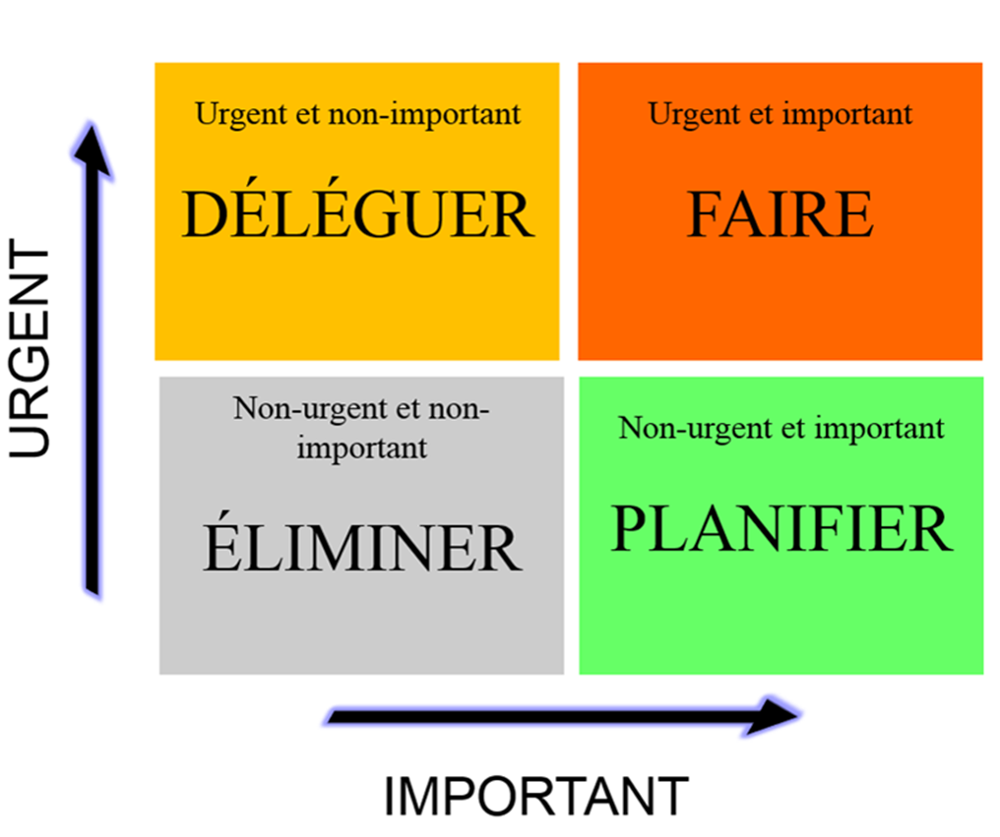 Urgent et non-important
DÉLÉGUER
Urgent et important
FAIRE
URGENT
Non-urgent et non-
important
ÉLIMINER
Non-urgent et important
PLANIFIER
IMPORTANT